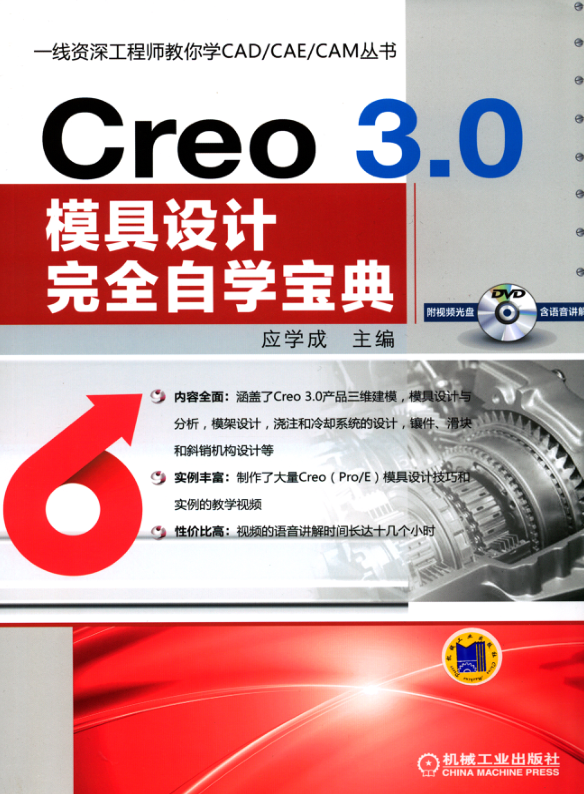 一线资深工程师教你学CAD/CAE/CAM丛书
Creo 3.0
模具设计
完全自学宝典
附视频光盘
DVD
含语音讲解
应学成 主编
内容全面：涵盖了Creo 3.0产品三维建模，模具设计与
分析，模架设计，浇注和冷却系统的设计，镶件、滑块
和斜销机构设计等
实例丰富：制作了大量Creo（Pro/E）模具设计技巧和
实例的教学视频
性价比高：视频的语音讲解时间长达十几个小时
机械工业出版社
CHINA MACHINE PRESS